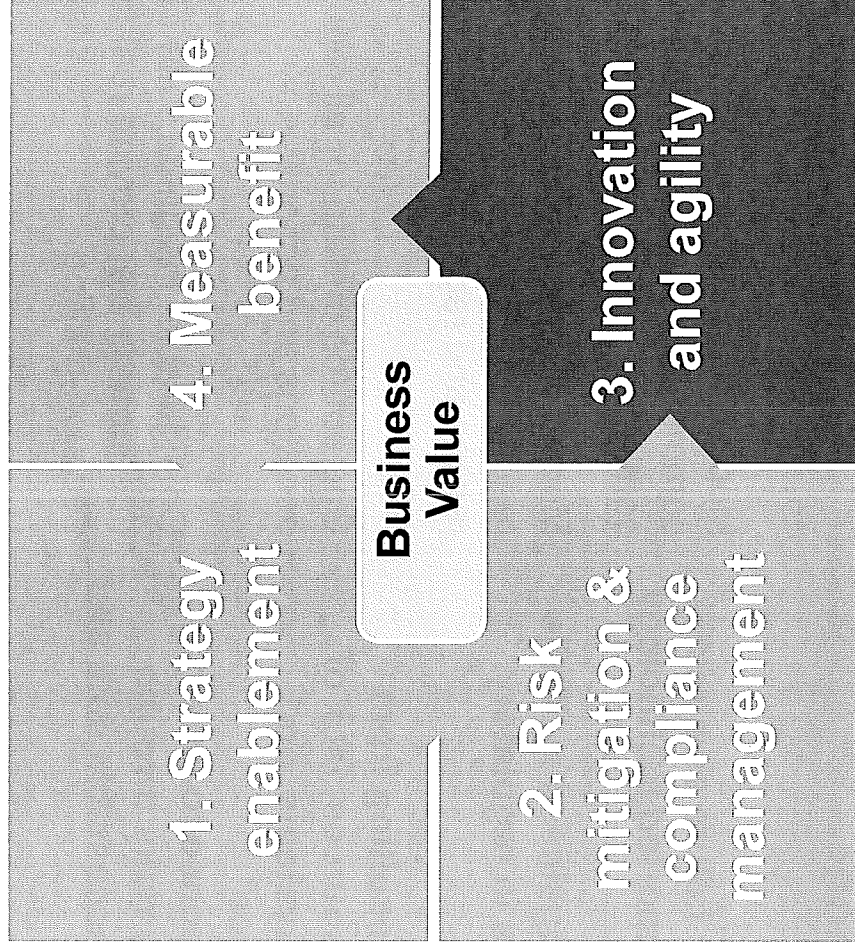 1. Strategy
enablement
4. Measurable
benefit
Business
Value
2. Risk
mitigation &
compliance
management
3. Innovation
and agility